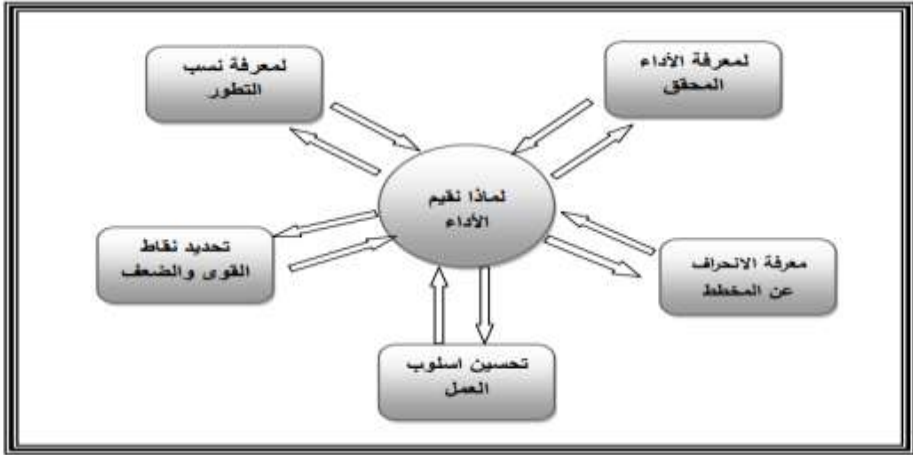 لمعرفة الأداء
المحقق
لمعرفة نسب
التطور
لماذا نقيم
الأداء
معرفة الانحراف
عن المخطط
تحديد نقاط
القوى والضعف
تحسين اسلوب
العمل